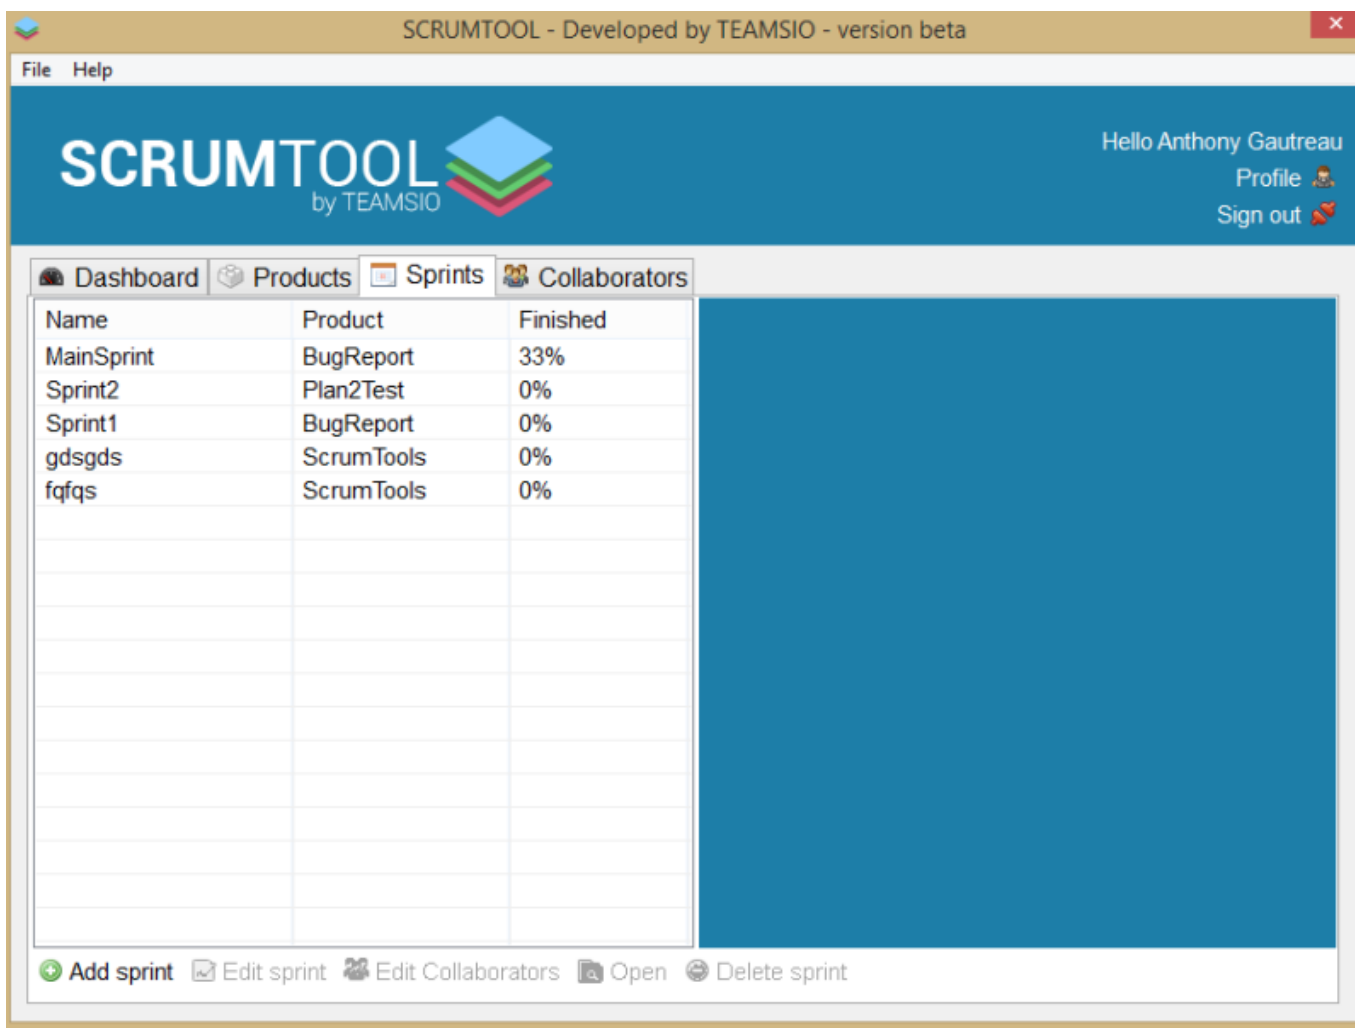 SCRUMTOOL - Developed by TEAMSIO - version beta
File Help
SCRUMTOOL
by TEAMSIO
Hello Anthony Gautreau
Profile
Sign out
Dashboard Products Sprints Collaborators
Name Product Finished
MainSprint BugReport 33%
Sprint2 Plan2Test 0%
Sprint1 BugReport 0%
gdsgds ScrumTools 0%
fqfqs ScrumTools 0%
Add sprint Edit sprint Edit Collaborators Open Delete sprint